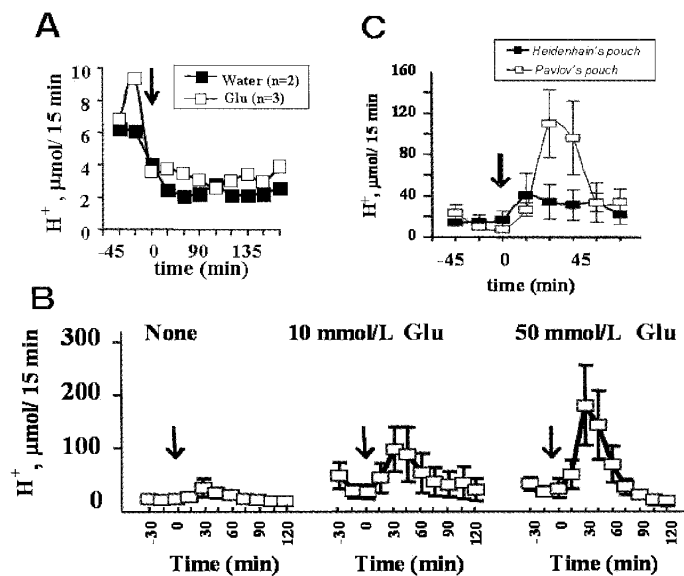 A
10
8
6
4
2
0
H+, µmol/ 15 min
Water (n=2)
Glu (n=3)
-45 0 90 135
time (min)
C
Heidenhain's pouch
Pavlov's pouch
160
120
80
40
0
H+, µmol/ 15 min
-45 0 45
time (min)
B
None 10 mmol/L Glu 50 mmol/L Glu
300
200
100
0
H+, µmol/ 15 min
-30 0 30 60 90 120 -30 0 30 60 90 120 -30 0 30 60 90 120
Time (min) Time (min) Time (min)